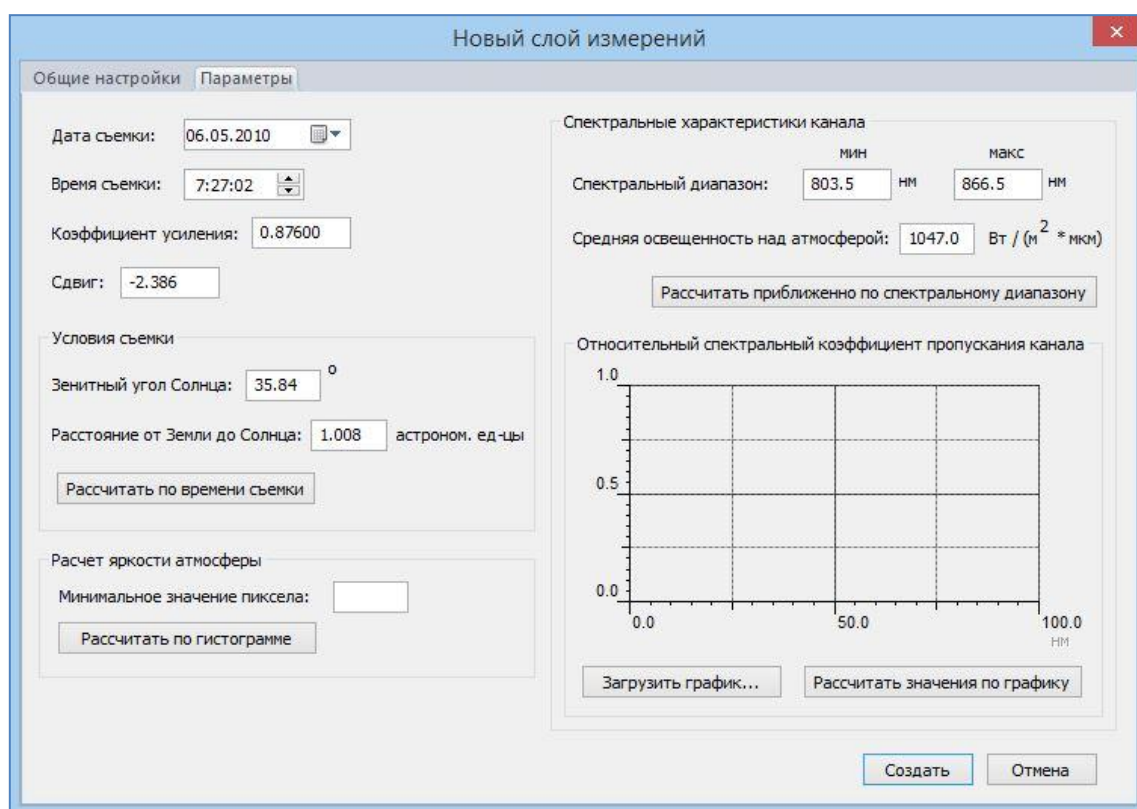 Новый слой измерений
Общие настройки Параметры
Дата съемки: 06.05.2010
Время съемки: 7:27:02
Коэффициент усиления: 0.87600
Сдвиг: -2.386
Условия съемки
Зенитный угол Солнца: 35.84 o
Расстояние от Земли до Солнца: 1.008 астроном. ед-цы
Рассчитать по времени съемки
Расчет яркости атмосферы
Минимальное значение пиксела:
Рассчитать по гистограмме
Спектральные характеристики канала
мин макс
Спектральный диапазон: 803.5 нм 866.5 нм
Средняя освещенность над атмосферой: 1047.0 Вт / (м2 * мкм)
Рассчитать приближенно по спектральному диапазону
Относительный спектральный коэффициент пропускания канала
1.0
0.5
0.0
0.0 50.0 100.0
нм
Загрузить график... Рассчитать значения по графику
Создать Отмена